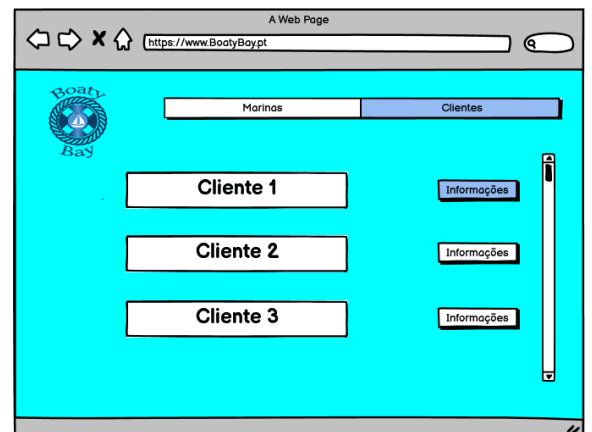 A Web Page
https://www.BoatyBay.pt
Boaty
Bay
Marinas
Clientes
Cliente 1
Informações
Cliente 2
Informações
Cliente 3
Informações